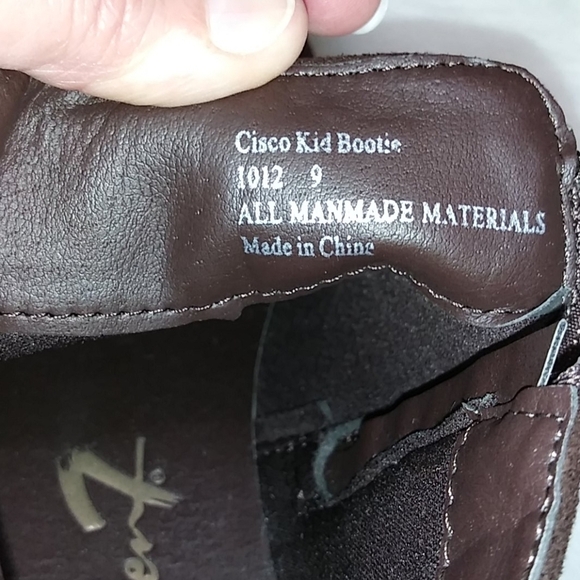 Cisco Kid Bootie
1012 9
ALL MANMADE MATERIALS
Made in China